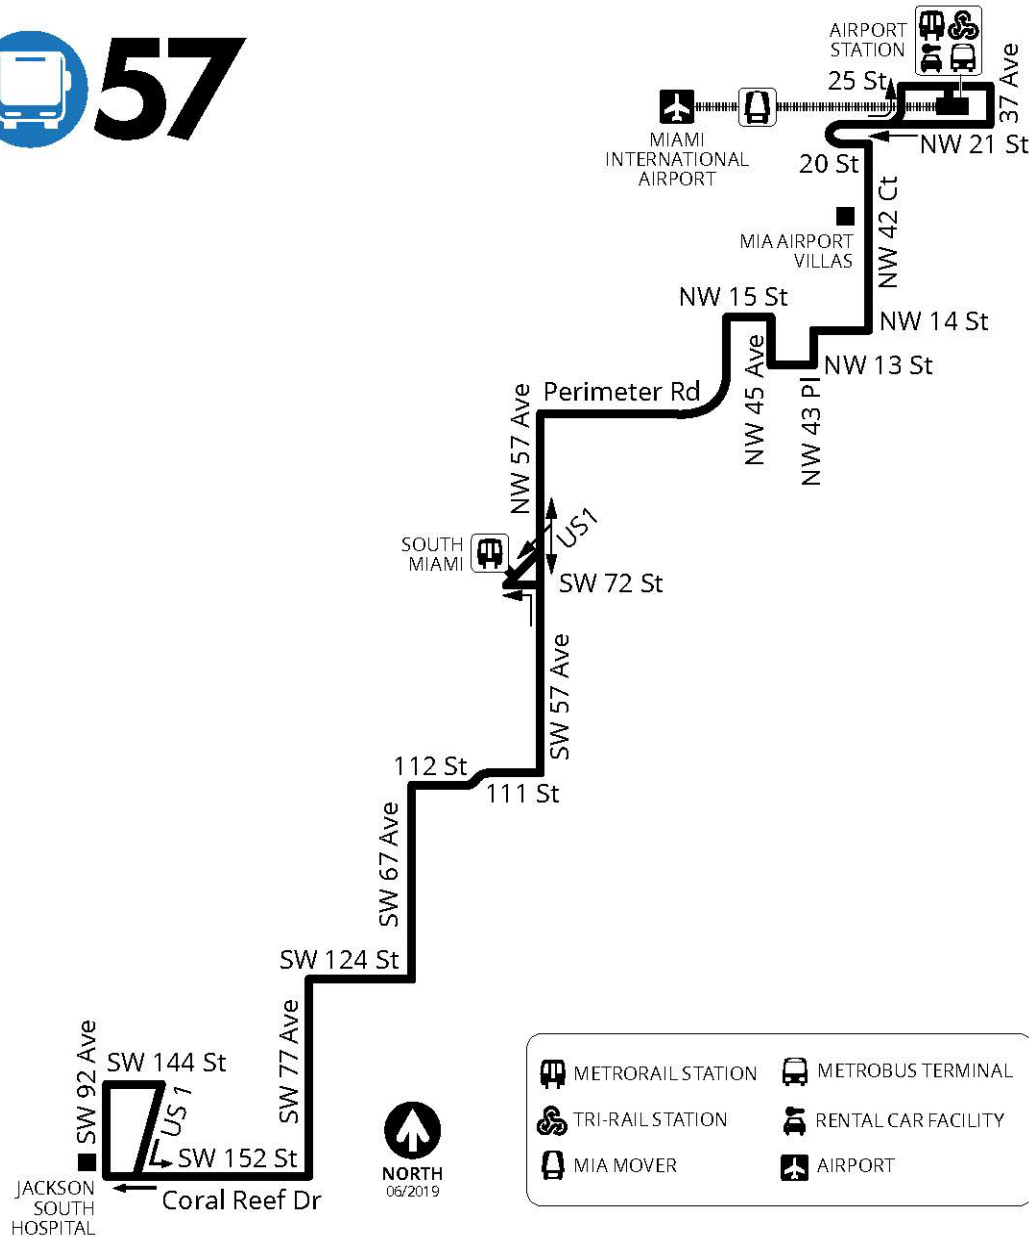 57
AIRPORT
STATION
25 St
37 Ave
MIAMI
INTERNATIONAL
AIRPORT
NW 21 St
20 St
NW 42 Ct
MIA AIRPORT
VILLAS
NW 15 St
NW 14 St
NW 13 St
NW 45 Ave
NW 43 Pl
Perimeter Rd
NW 57 Ave
US1
SOUTH
MIAMI
SW 72 St
SW 57 Ave
112 St
111 St
SW 67 Ave
SW 124 St
SW 77 Ave
SW 92 Ave
SW 144 St
US 1
SW 152 St
Coral Reef Dr
JACKSON
SOUTH
HOSPITAL
NORTH
06/2019
METRORAIL STATION
METROBUS TERMINAL
TRI-RAIL STATION
RENTAL CAR FACILITY
MIA MOVER
AIRPORT